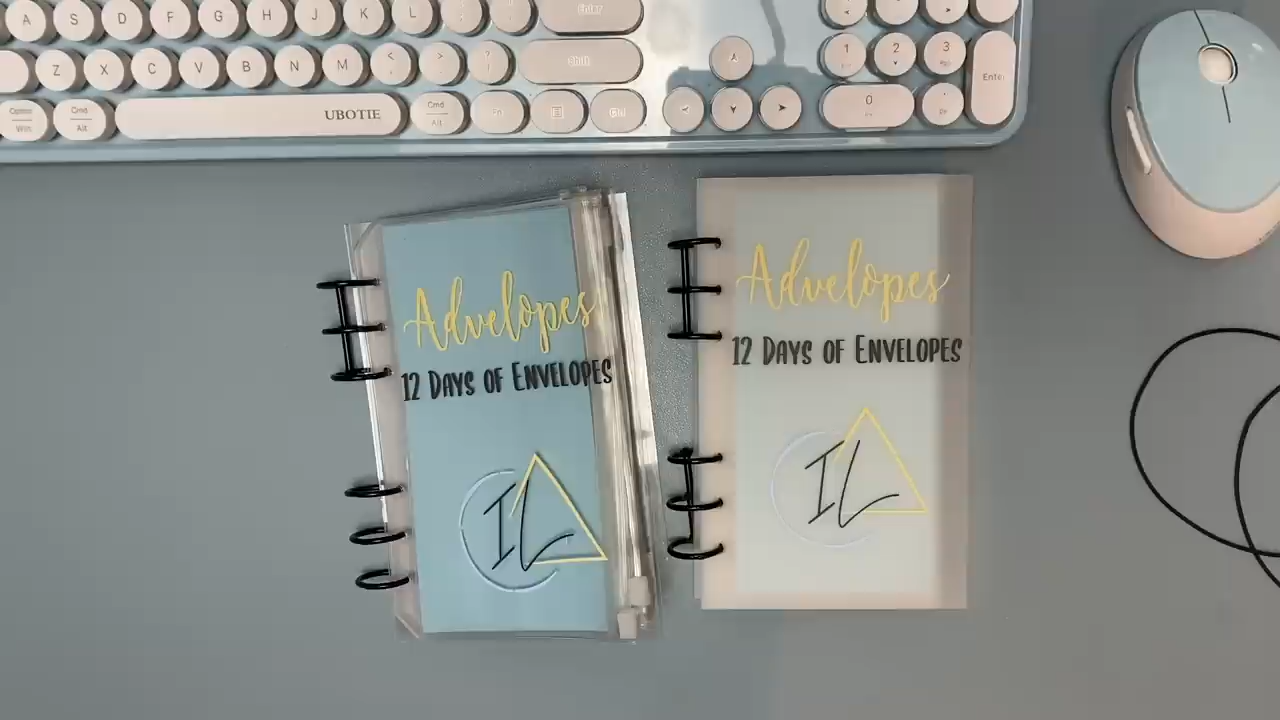 A S D F G H J K L Enter
Z X C V B N M < > ? Shift 1 2 3
Option Win Cmd Alt UBOTIE Cmd Alt Fn Ctrl 0 Enter
Advelopes
12 Days of Envelopes
IL
Advelopes
12 Days of Envelopes
IL